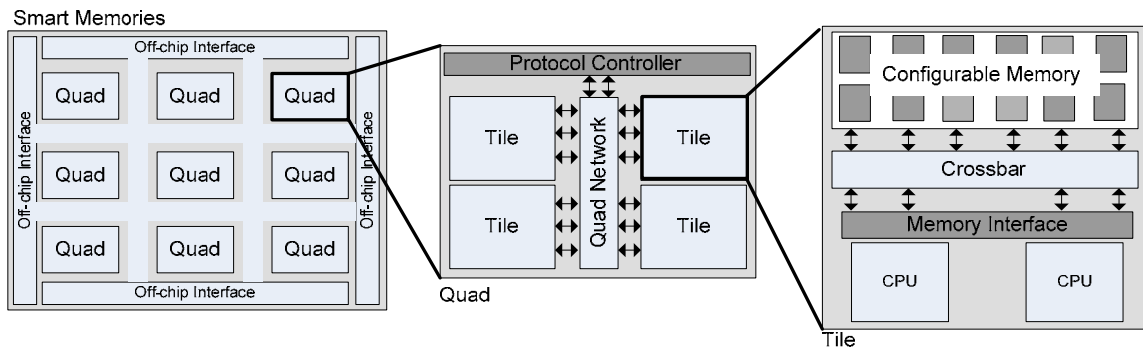 Smart Memories
Off-chip Interface
Off-chip Interface
Quad
Quad
Quad
Quad
Quad
Quad
Quad
Quad
Quad
Off-chip Interface
Off-chip Interface
Protocol Controller
Tile
Quad Network
Tile
Tile
Tile
Quad
Configurable Memory
Crossbar
Memory Interface
CPU
CPU
Tile